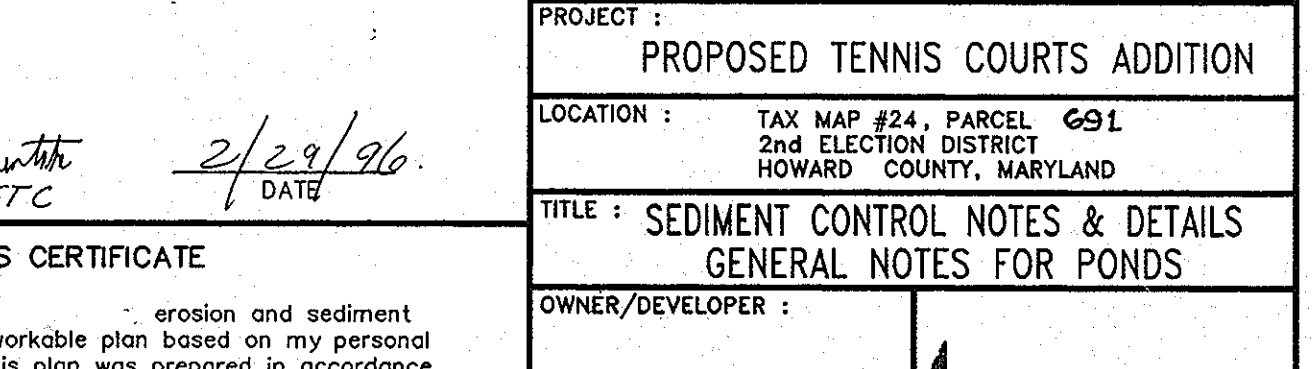 2/29/96.
DATE
S CERTIFICATE
erosion and sediment
workable plan based on my personal
is plan was prepared in accordance
PROJECT :
PROPOSED TENNIS COURTS ADDITION
LOCATION :
TAX MAP #24, PARCEL 691
2nd ELECTION DISTRICT
HOWARD COUNTY, MARYLAND
TITLE :
SEDIMENT CONTROL NOTES & DETAILS
GENERAL NOTES FOR PONDS
OWNER/DEVELOPER :